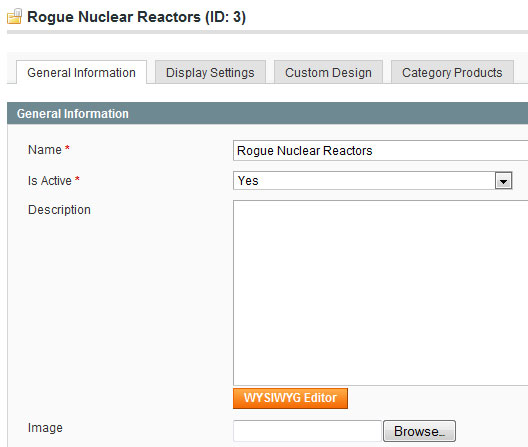 Rogue Nuclear Reactors (ID: 3)
General Information Display Settings Custom Design Category Products
General Information
Name * Rogue Nuclear Reactors
Is Active * Yes
Description
WYSIWYG Editor
Image Browse..